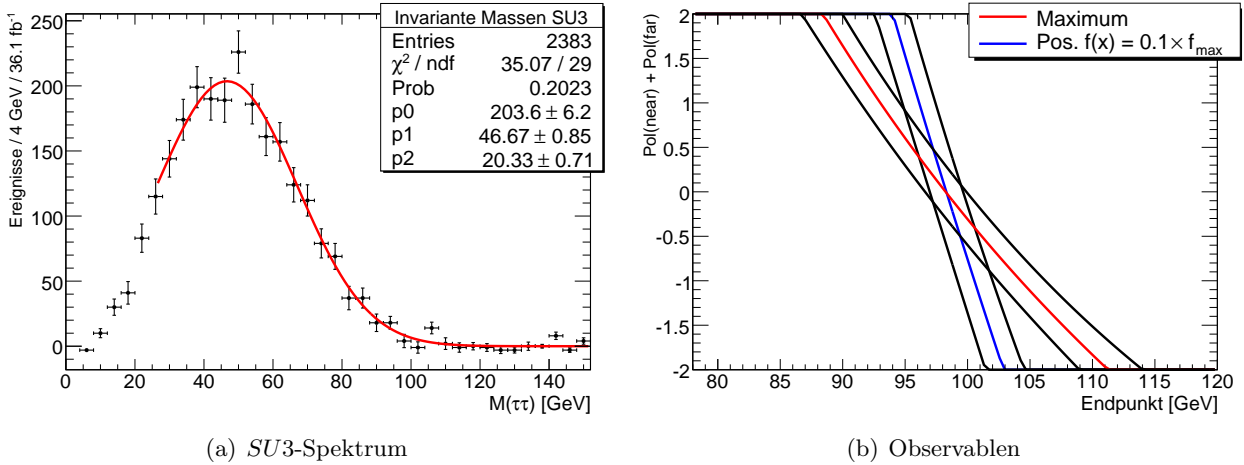 Invariante Massen SU3
Entries 2383
χ² / ndf 35.07 / 29
Prob 0.2023
p0 203.6 ± 6.2
p1 46.67 ± 0.85
p2 20.33 ± 0.71
Ereignisse / 4 GeV / 36.1 fb⁻¹
250
200
150
100
50
0
0 20 40 60 80 100 120 140
M(ττ) [GeV]
(a) SU3-Spektrum
Maximum
Pos. f(x) = 0.1× f_max
Pol(near) + Pol(far)
2
1.5
1
0.5
0
-0.5
-1
-1.5
-2
80 85 90 95 100 105 110 115 120
Endpunkt [GeV]
(b) Observablen